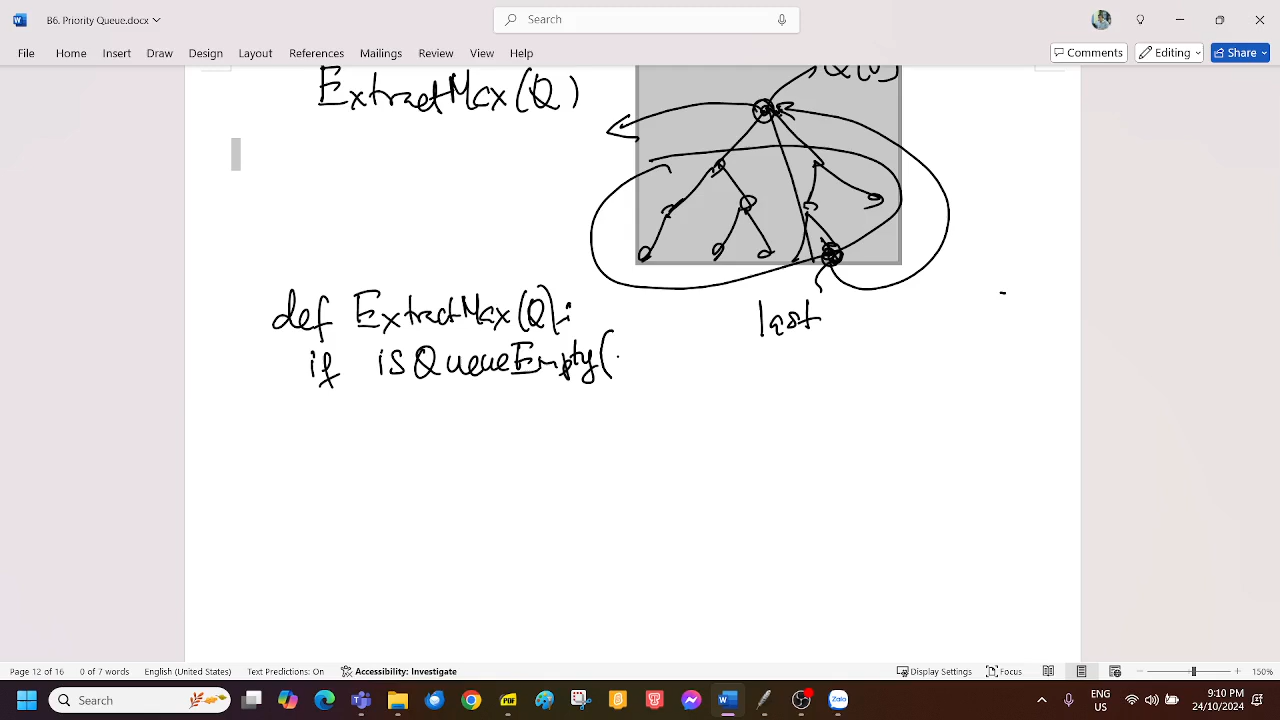 B6. Priority Queue.docx
Search
File Home Insert Draw Design Layout References Mailings Review View Help
Comments Editing Share
ExtractMax(Q)
last
def ExtractMax(Q):
if isQueueEmpty(
Page 12 of 16 0 of 7 words English (United States) Text Predictions: On Accessibility: Investigate
Display Settings Focus 150%
Search
PDF
Zalo
ENG
US
9:10 PM
24/10/2024